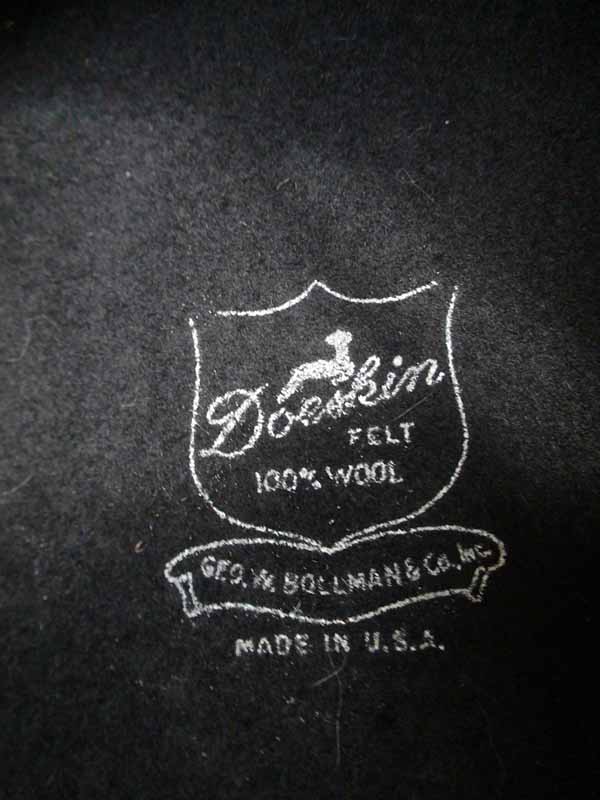 Doeskin
FELT
100% WOOL
GEO. W. BOLLMAN & CO., INC.
MADE IN U.S.A.